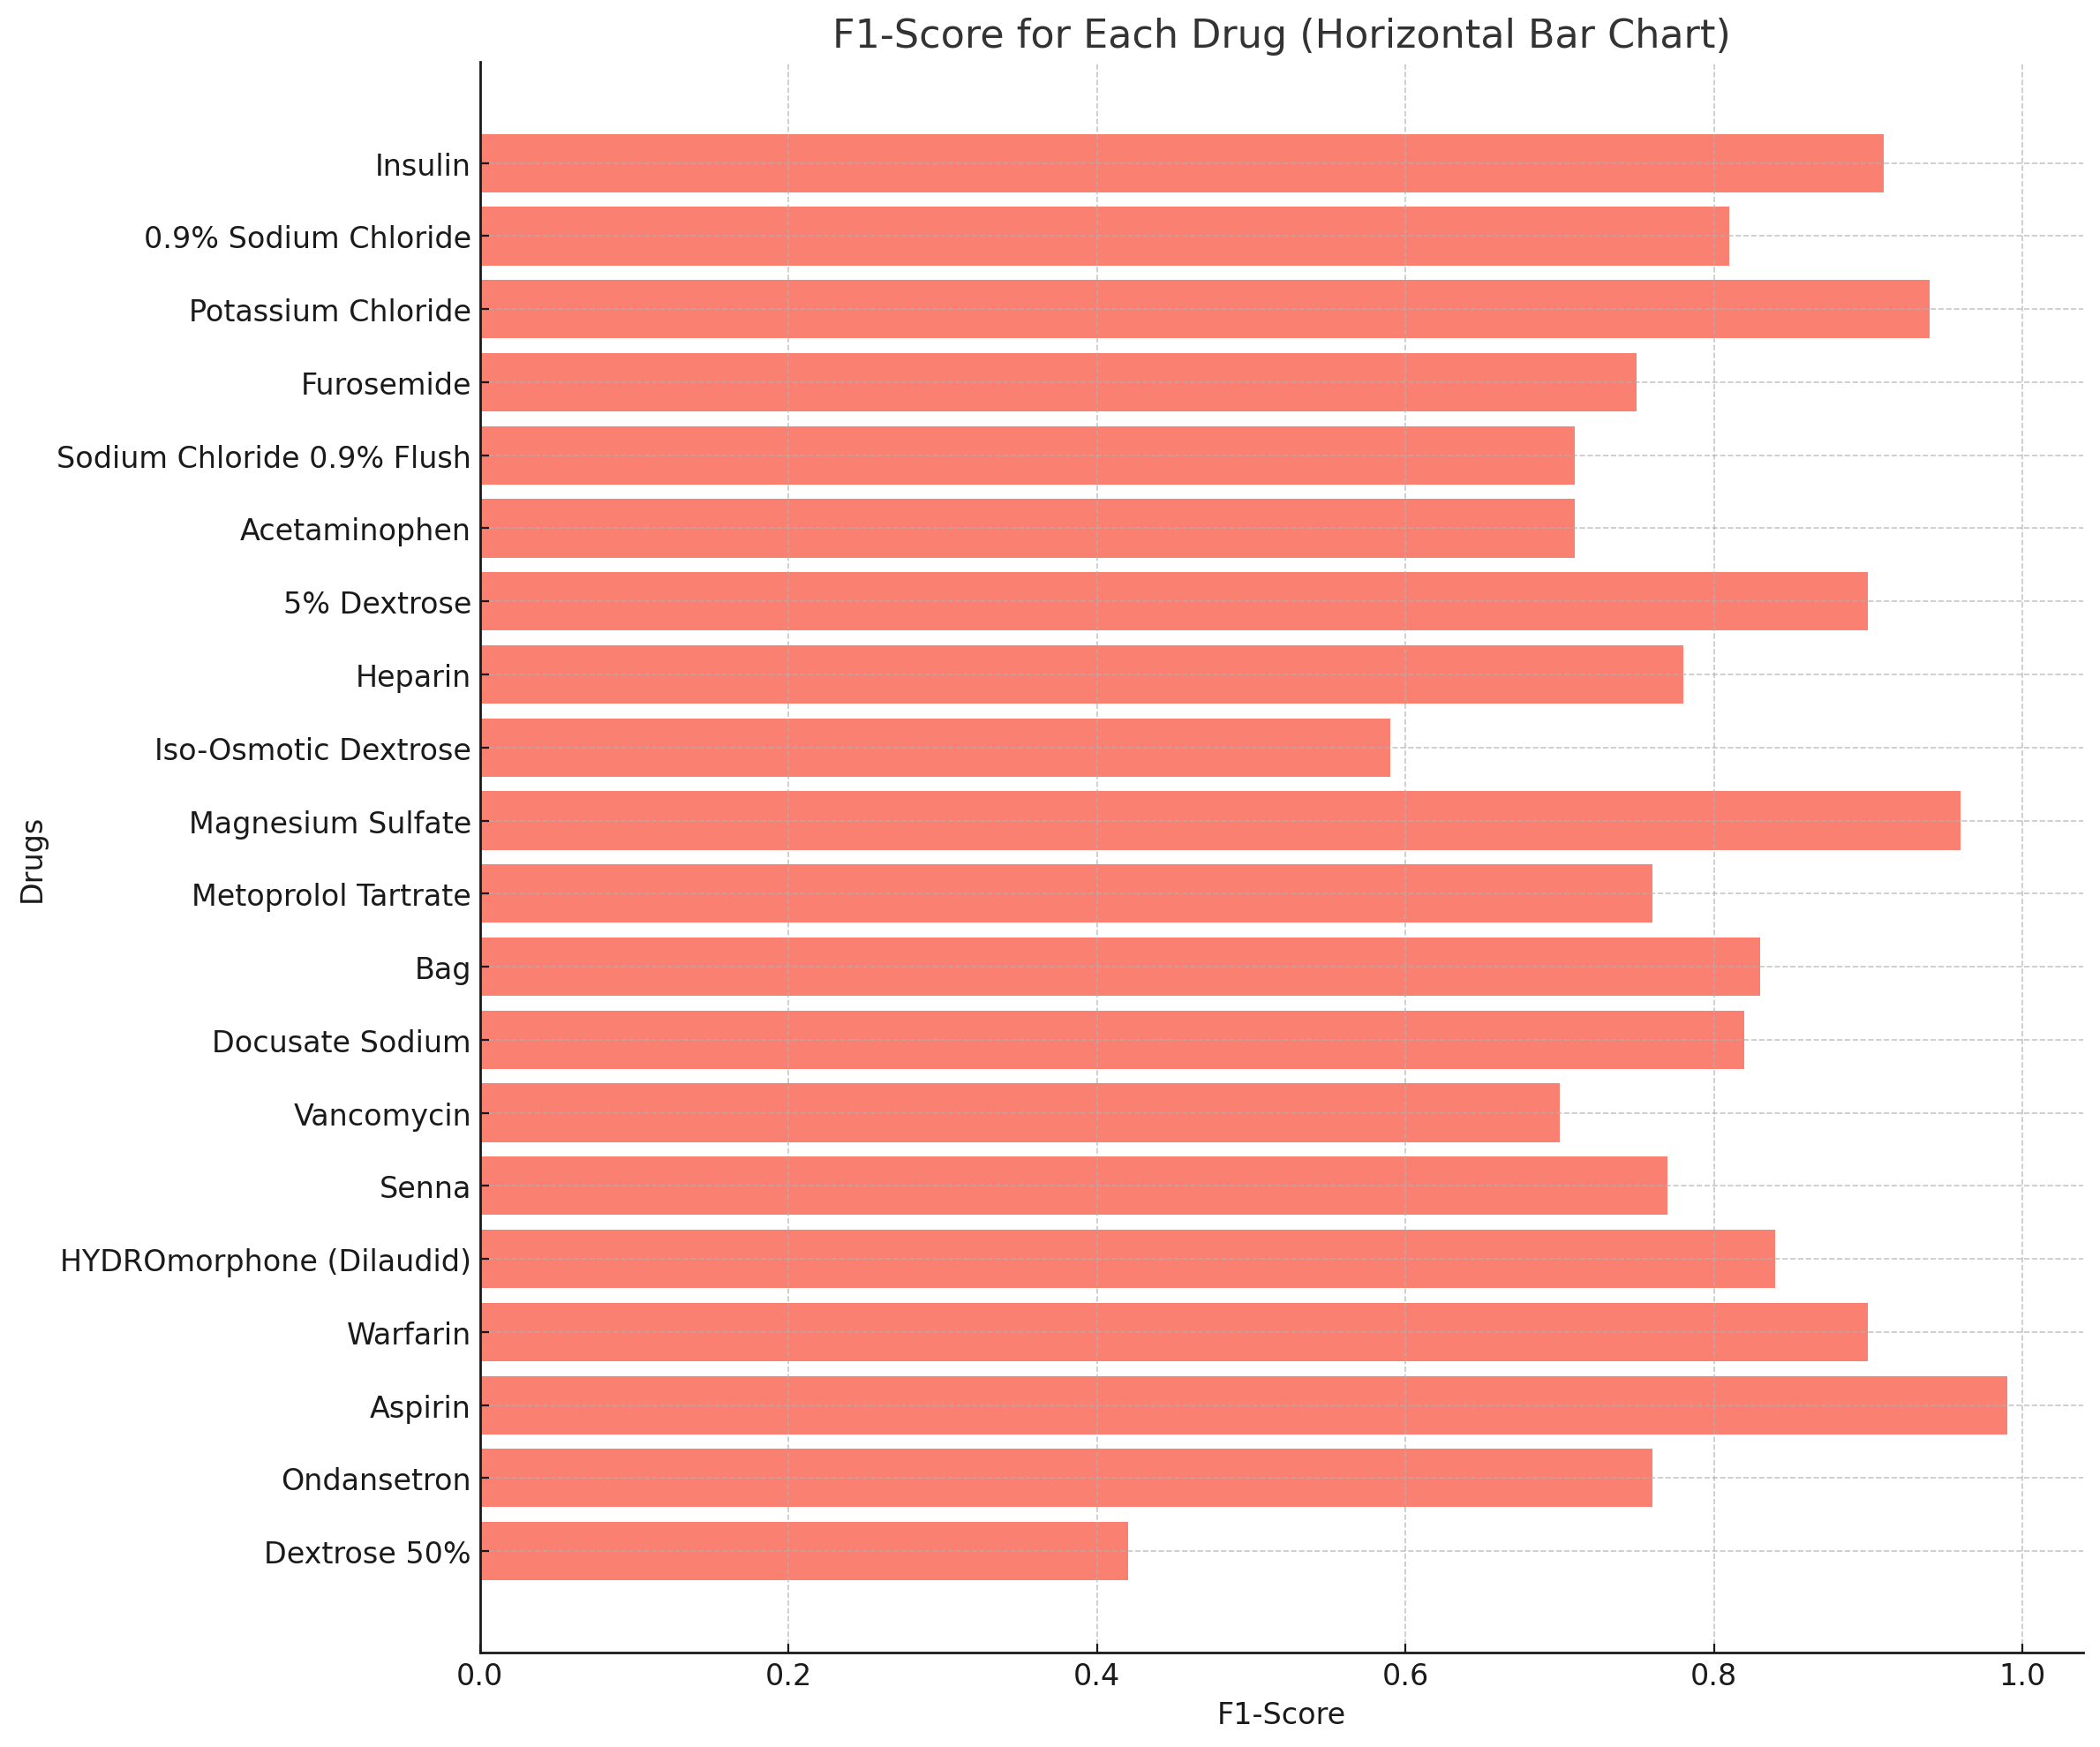 F1-Score for Each Drug (Horizontal Bar Chart)
Insulin
0.9% Sodium Chloride
Potassium Chloride
Furosemide
Sodium Chloride 0.9% Flush
Acetaminophen
5% Dextrose
Heparin
Iso-Osmotic Dextrose
Magnesium Sulfate
Metoprolol Tartrate
Bag
Docusate Sodium
Vancomycin
Senna
HYDROmorphone (Dilaudid)
Warfarin
Aspirin
Ondansetron
Dextrose 50%
Drugs
0.0 0.2 0.4 0.6 0.8 1.0
F1-Score